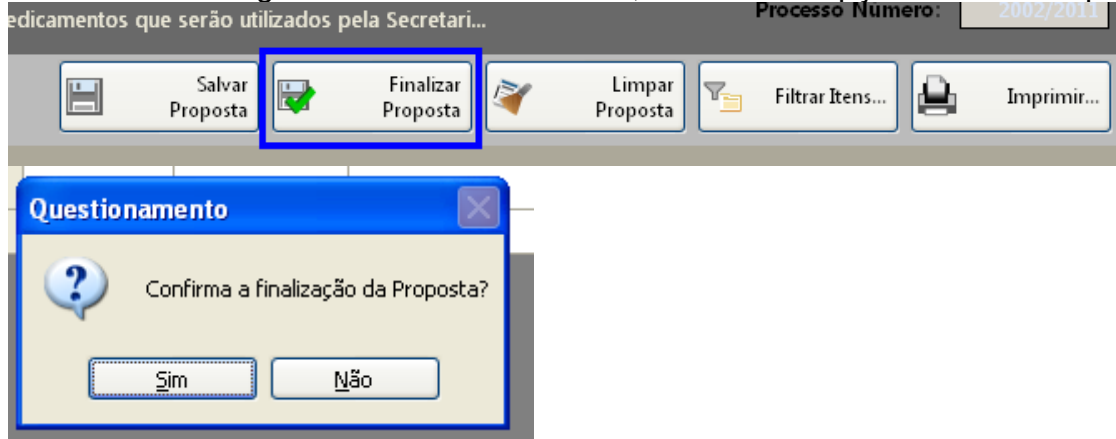 edicamentos que serão utilizados pela Secretari...
Processo Número: 2002/2011
Salvar Proposta
Finalizar Proposta
Limpar Proposta
Filtrar Itens...
Imprimir...
Questionamento
Confirma a finalização da Proposta?
Sim
Não